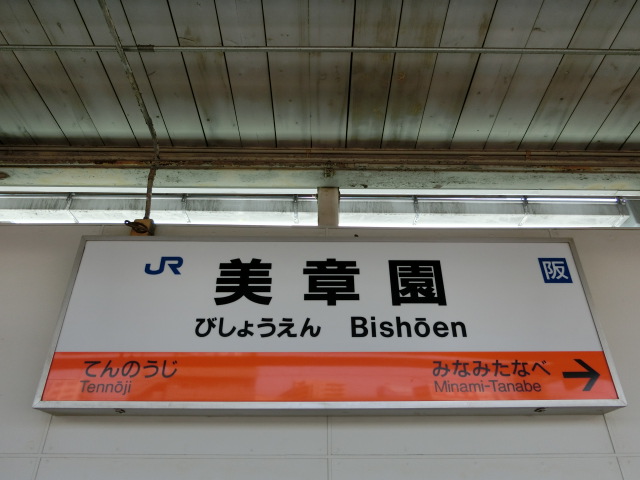 JR 美章園 阪
びしょうえん Bishōen
てんのうじ みなみたなべ →
Tennōji Minami-Tanabe